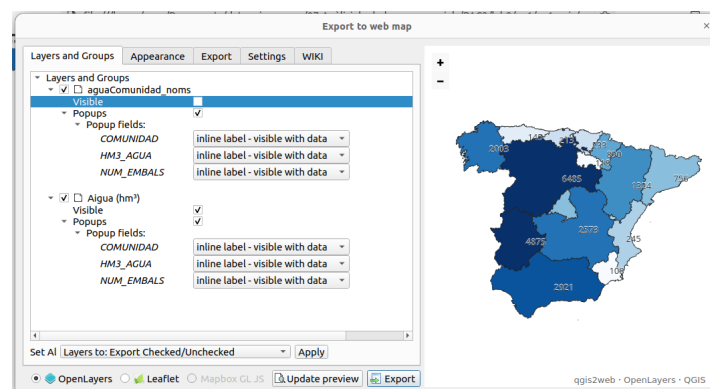 Export to web map
Layers and Groups Appearance Export Settings WIKI
Layers and Groups
aguaComunidad_noms
Visible
Popups
Popup fields:
COMUNIDAD inline label - visible with data
HM3_AGUA inline label - visible with data
NUM_EMBALS inline label - visible with data
Aigua (hm³)
Visible
Popups
Popup fields:
COMUNIDAD inline label - visible with data
HM3_AGUA inline label - visible with data
NUM_EMBALS inline label - visible with data
Set Al Layers to: Export Checked/Unchecked Apply
OpenLayers Leaflet Mapbox GL JS Update preview Export
+
−
2003
6485
756
2573
4875
245
2921
qgis2web · OpenLayers · QGIS